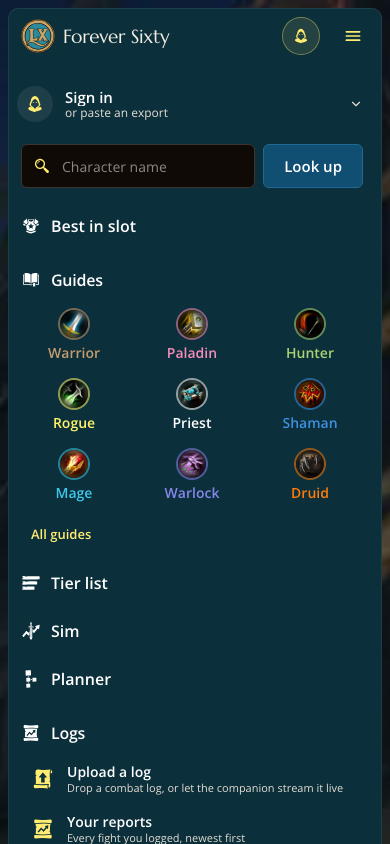 LX Forever Sixty
Sign in
or paste an export
Character name
Look up
Best in slot
Guides
Warrior Paladin Hunter
Rogue Priest Shaman
Mage Warlock Druid
All guides
Tier list
Sim
Planner
Logs
Upload a log
Drop a combat log, or let the companion stream it live
Your reports
Every fight you logged, newest first